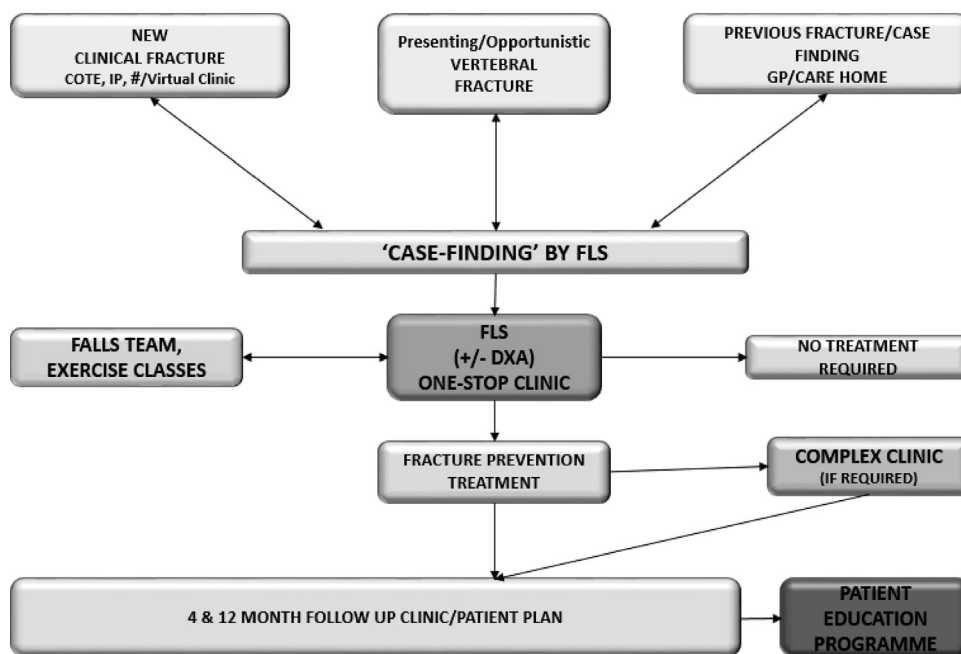 NEW
CLINICAL FRACTURE
COTE, IP, #/Virtual Clinic
Presenting/Opportunistic
VERTEBRAL
FRACTURE
PREVIOUS FRACTURE/CASE
FINDING
GP/CARE HOME
‘CASE-FINDING’ BY FLS
FALLS TEAM,
EXERCISE CLASSES
FLS
(+/- DXA)
ONE-STOP CLINIC
NO TREATMENT
REQUIRED
FRACTURE PREVENTION
TREATMENT
COMPLEX CLINIC
(IF REQUIRED)
4 & 12 MONTH FOLLOW UP CLINIC/PATIENT PLAN
PATIENT
EDUCATION
PROGRAMME